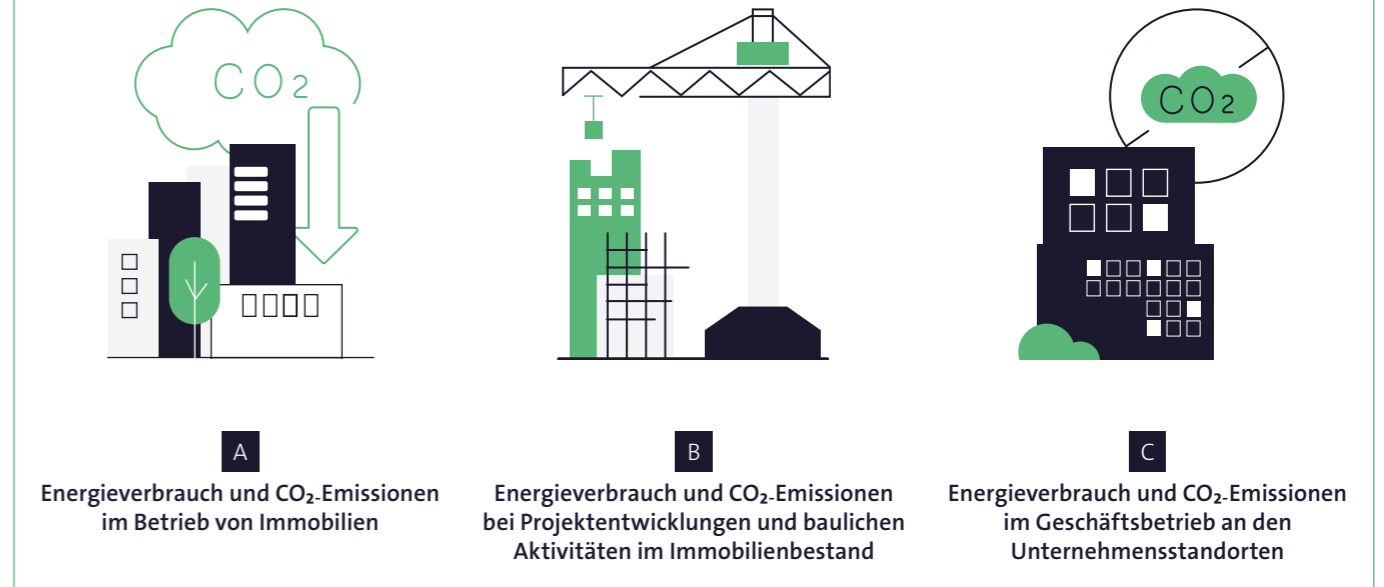 CO₂
CO₂
A
Energieverbrauch und CO₂-Emissionen
im Betrieb von Immobilien
B
Energieverbrauch und CO₂-Emissionen
bei Projektentwicklungen und baulichen
Aktivitäten im Immobilienbestand
C
Energieverbrauch und CO₂-Emissionen
im Geschäftsbetrieb an den
Unternehmensstandorten